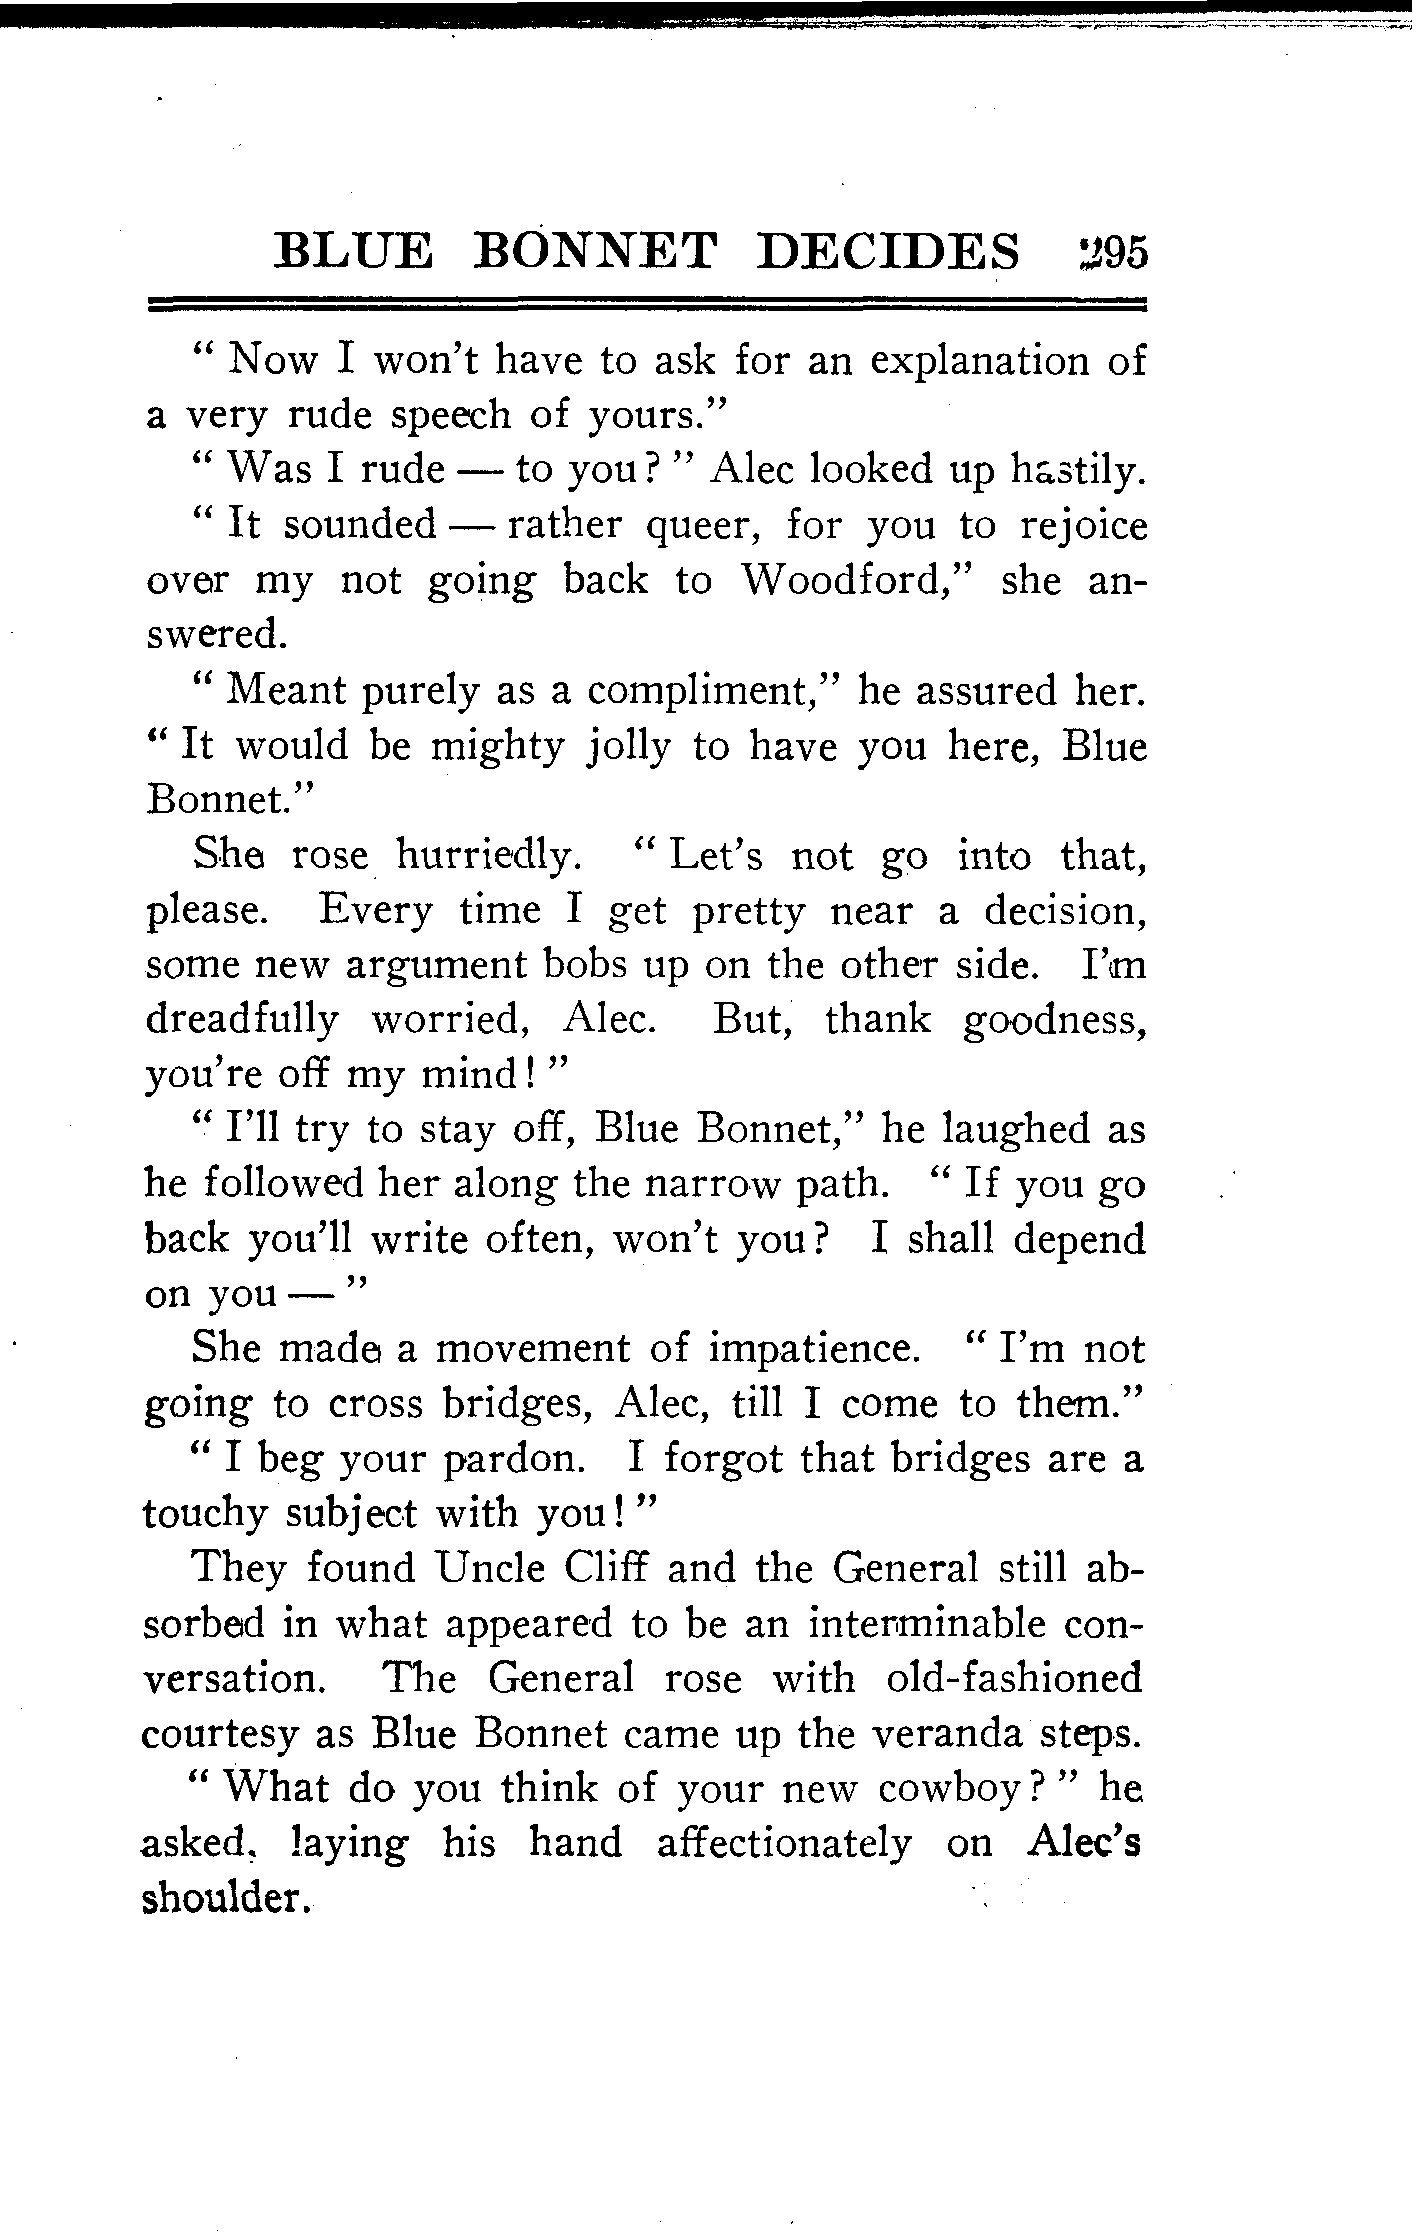 BLUE BONNET DECIDES 295
" Now I won't have to ask for an explanation of
a very rude speech of yours."
" Was I rude — to you? " Alec looked up hastily.
" It sounded — rather queer, for you to rejoice
over my not going back to Woodford," she an-
swered.
" Meant purely as a compliment," he assured her.
" It would be mighty jolly to have you here, Blue
Bonnet."
She rose hurriedly. " Let's not go into that,
please. Every time I get pretty near a decision,
some new argument bobs up on the other side. I'm
dreadfully worried, Alec. But, thank goodness,
you're off my mind! "
" I'll try to stay off, Blue Bonnet," he laughed as
he followed her along the narrow path. " If you go
back you'll write often, won't you? I shall depend
on you — "
She made a movement of impatience. " I'm not
going to cross bridges, Alec, till I come to them."
" I beg your pardon. I forgot that bridges are a
touchy subject with you! "
They found Uncle Cliff and the General still ab-
sorbed in what appeared to be an interminable con-
versation. The General rose with old-fashioned
courtesy as Blue Bonnet came up the veranda steps.
" What do you think of your new cowboy? " he
asked, laying his hand affectionately on Alec's
shoulder.